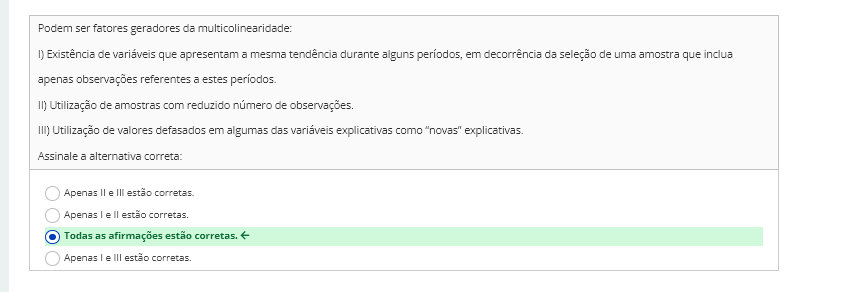 Podem ser fatores geradores da multicolinearidade:
I) Existência de variáveis que apresentam a mesma tendência durante alguns períodos, em decorrência da seleção de uma amostra que inclua
apenas observações referentes a estes períodos.
II) Utilização de amostras com reduzido número de observações.
III) Utilização de valores defasados em algumas das variáveis explicativas como “novas” explicativas.
Assinale a alternativa correta:
Apenas II e III estão corretas.
Apenas I e II estão corretas.
Todas as afirmações estão corretas. ←
Apenas I e III estão corretas.